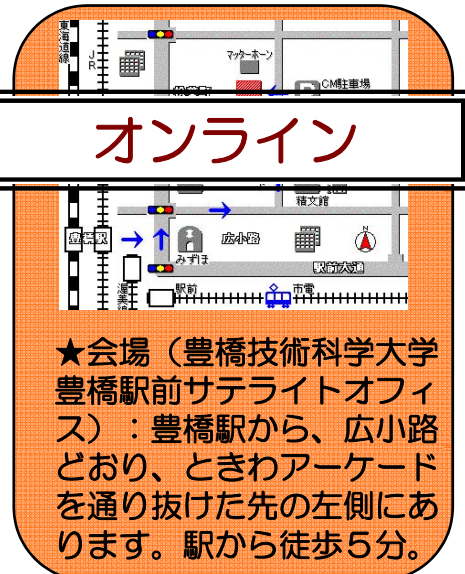 東海道線
JR
マッターホーン
CM駐車場
オンライン
精文館
豊橋駅
みずほ
広小路
N
駅前大通
渥美線
駅前
市電
★会場（豊橋技術科学大学
豊橋駅前サテライトオフィ
ス）：豊橋駅から、広小路
どおり、ときわアーケード
を通り抜けた先の左側にあ
ります。駅から徒歩５分。